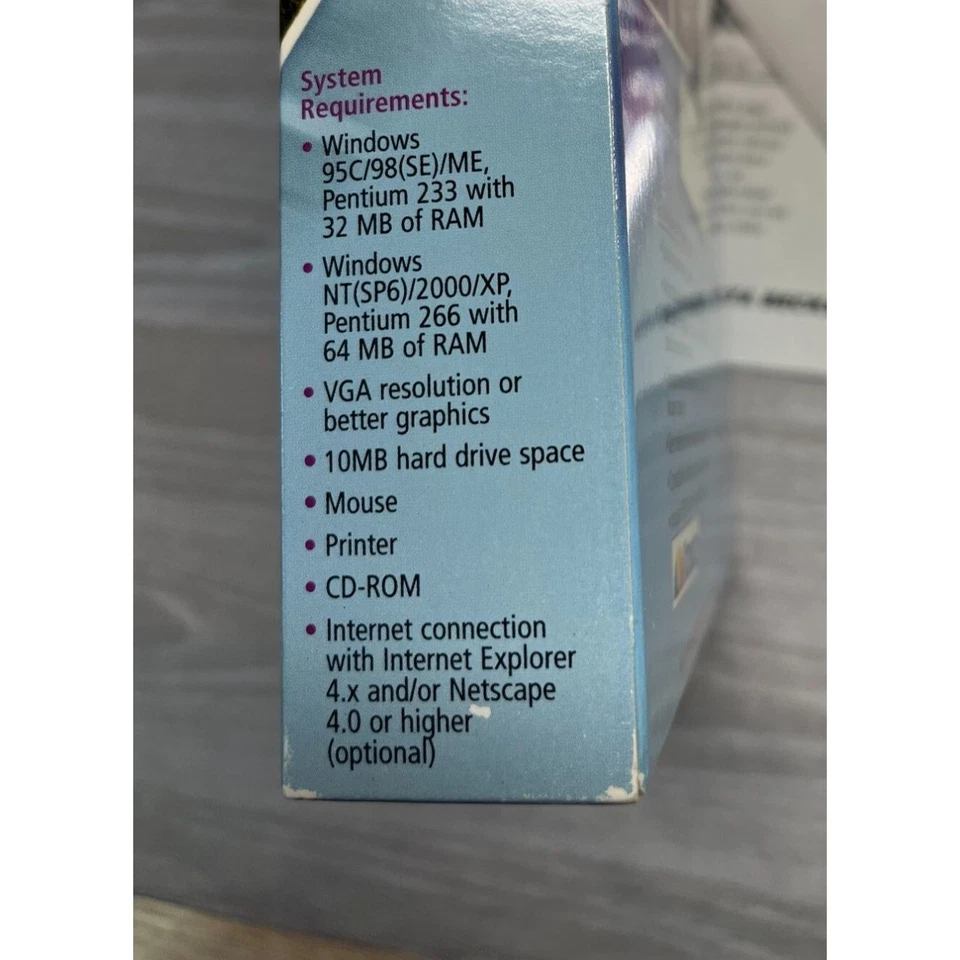 System
Requirements:
• Windows
95C/98(SE)/ME,
Pentium 233 with
32 MB of RAM
• Windows
NT(SP6)/2000/XP,
Pentium 266 with
64 MB of RAM
• VGA resolution or
better graphics
• 10MB hard drive space
• Mouse
• Printer
• CD-ROM
• Internet connection
with Internet Explorer
4.x and/or Netscape
4.0 or higher
(optional)